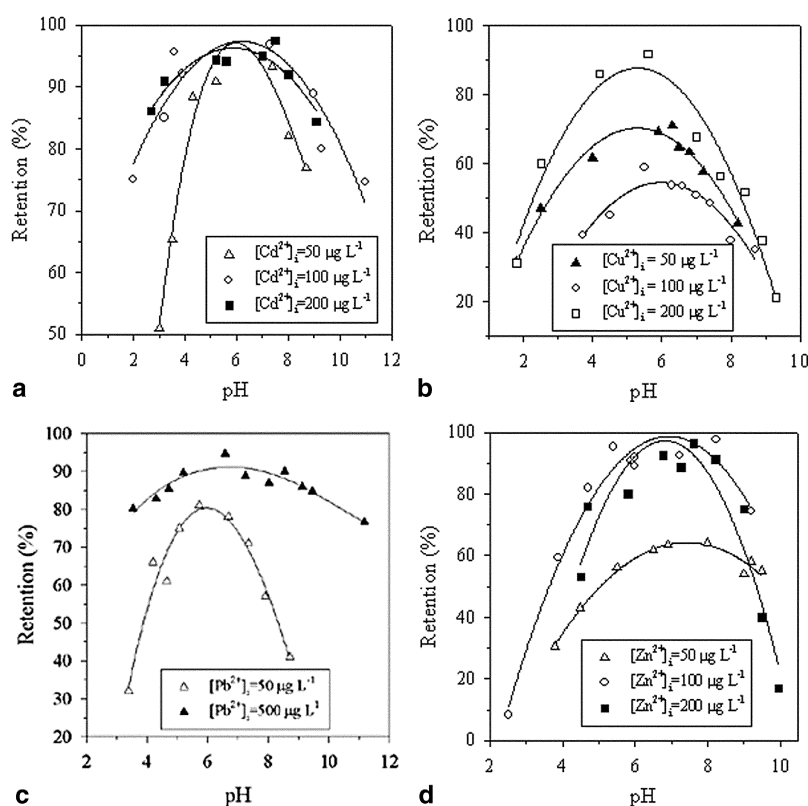 100
90
80
70
60
50
0
2
4
6
8
10
12
Retention (%)
pH
[Cd²⁺]ᵢ=50 µg L⁻¹
[Cd²⁺]ᵢ=100 µg L⁻¹
[Cd²⁺]ᵢ=200 µg L⁻¹
a
100
80
60
40
20
0
2
4
6
8
10
Retention (%)
pH
[Cu²⁺]ᵢ = 50 µg L⁻¹
[Cu²⁺]ᵢ = 100 µg L⁻¹
[Cu²⁺]ᵢ = 200 µg L⁻¹
b
100
90
80
70
60
50
40
30
20
2
4
6
8
10
12
Retention (%)
pH
[Pb²⁺]ᵢ=50 µg L⁻¹
[Pb²⁺]ᵢ=500 µg L¹
c
100
80
60
40
20
0
2
4
6
8
10
Retention (%)
pH
[Zn²⁺]ᵢ=50 µg L⁻¹
[Zn²⁺]ᵢ=100 µg L⁻¹
[Zn²⁺]ᵢ=200 µg L⁻¹
d